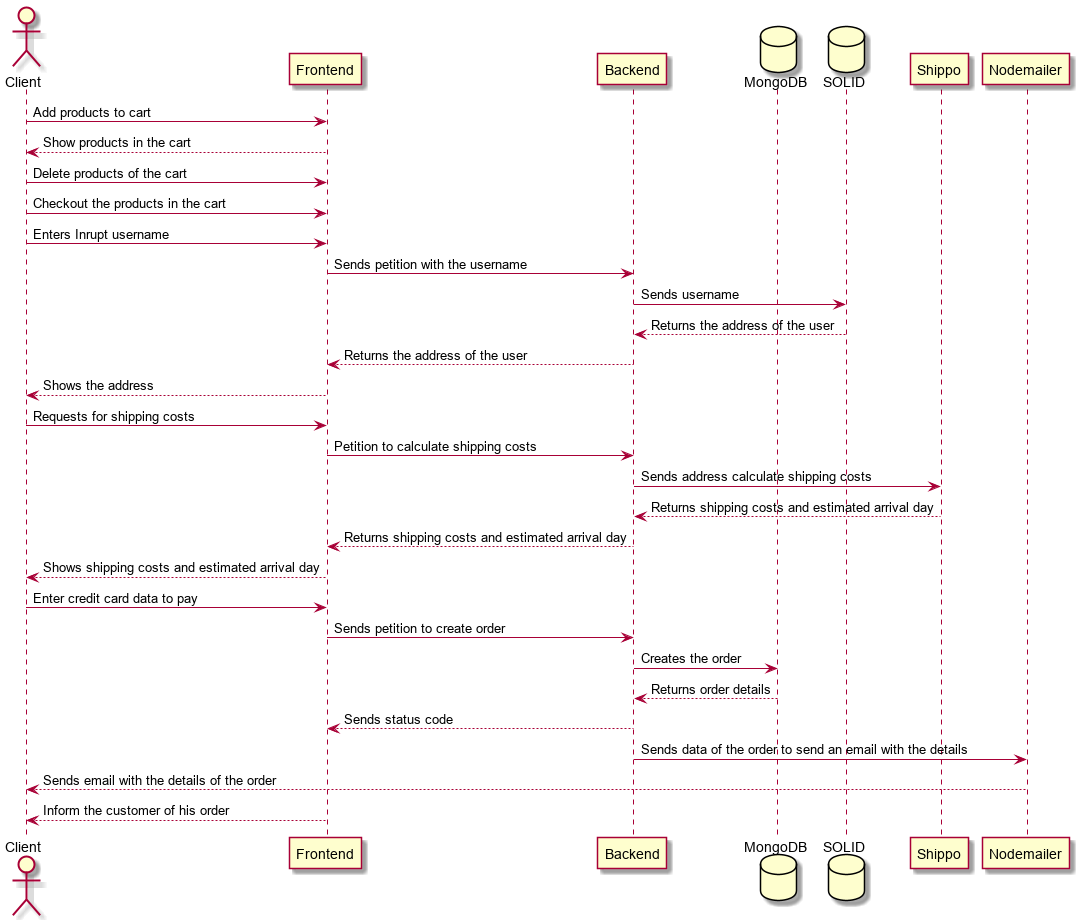 Client
Frontend
Backend
MongoDB
SOLID
Shippo
Nodemailer
Add products to cart
Show products in the cart
Delete products of the cart
Checkout the products in the cart
Enters Inrupt username
Sends petition with the username
Sends username
Returns the address of the user
Returns the address of the user
Shows the address
Requests for shipping costs
Petition to calculate shipping costs
Sends address calculate shipping costs
Returns shipping costs and estimated arrival day
Returns shipping costs and estimated arrival day
Shows shipping costs and estimated arrival day
Enter credit card data to pay
Sends petition to create order
Creates the order
Returns order details
Sends status code
Sends data of the order to send an email with the details
Sends email with the details of the order
Inform the customer of his order
Client
Frontend
Backend
MongoDB
SOLID
Shippo
Nodemailer